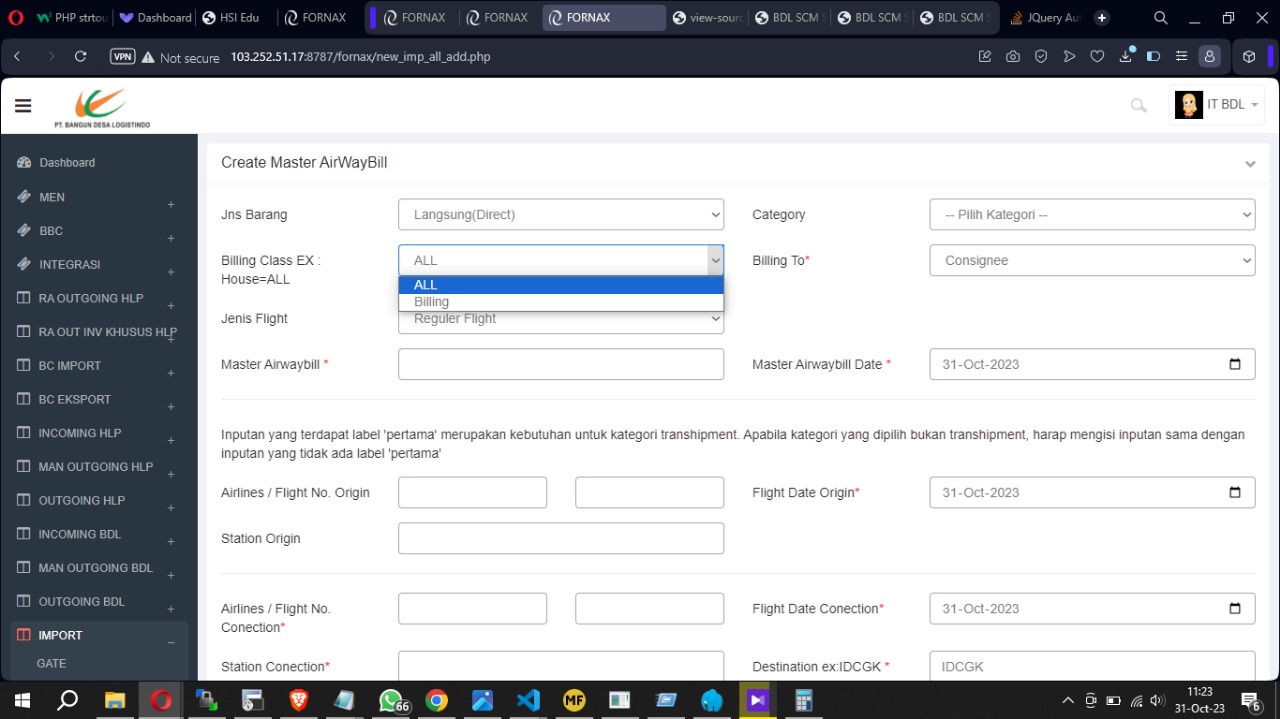 PHP strtou
Dashboard
HSI Edu
FORNAX
FORNAX
FORNAX
FORNAX
view-sourc
BDL SCM S
BDL SCM S
BDL SCM S
JQuery Aut
VPN
Not secure
103.252.51.17:8787/fornax/new_imp_all_add.php
PT. BANGUN DESA LOGISTINDO
IT BDL
Dashboard
MEN +
BBC +
INTEGRASI +
RA OUTGOING HLP +
RA OUT INV KHUSUS HLP +
BC IMPORT +
BC EKSPORT +
INCOMING HLP +
MAN OUTGOING HLP +
OUTGOING HLP +
INCOMING BDL +
MAN OUTGOING BDL +
OUTGOING BDL +
IMPORT −
GATE
Create Master AirWayBill
Jns Barang Langsung(Direct) Category -- Pilih Kategori --
Billing Class EX : ALL Billing To* Consignee
House=ALL
ALL
Billing
Jenis Flight Reguler Flight
Master Airwaybill * Master Airwaybill Date * 31-Oct-2023
Inputan yang terdapat label 'pertama' merupakan kebutuhan untuk kategori transhipment. Apabila kategori yang dipilih bukan transhipment, harap mengisi inputan sama dengan
inputan yang tidak ada label 'pertama'
Airlines / Flight No. Origin Flight Date Origin* 31-Oct-2023
Station Origin
Airlines / Flight No. Flight Date Conection* 31-Oct-2023
Conection*
Station Conection* Destination ex:IDCGK * IDCGK
66
MF
11:23
31-Oct-23
6